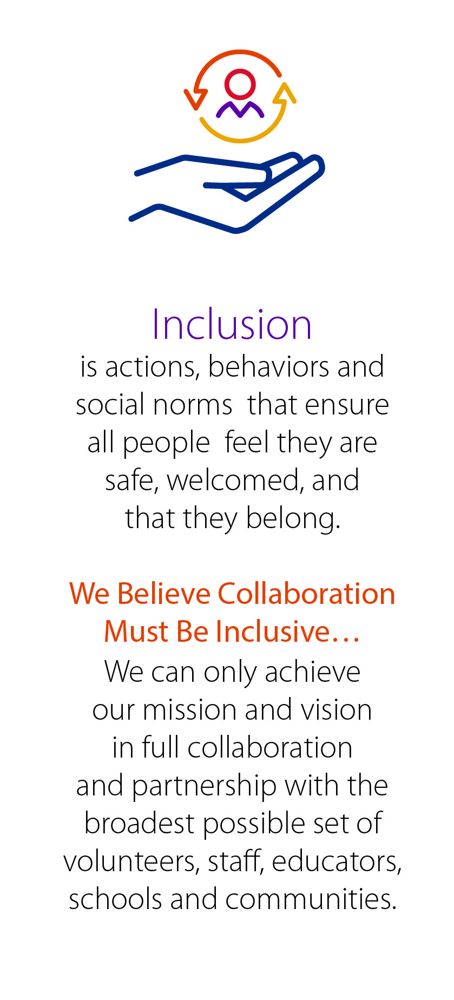 Inclusion
is actions, behaviors and
social norms  that ensure
all people  feel they are
safe, welcomed, and
that they belong.
We Believe Collaboration
Must Be Inclusive…
We can only achieve
our mission and vision
in full collaboration
and partnership with the
broadest possible set of
volunteers, staff, educators,
schools and communities.